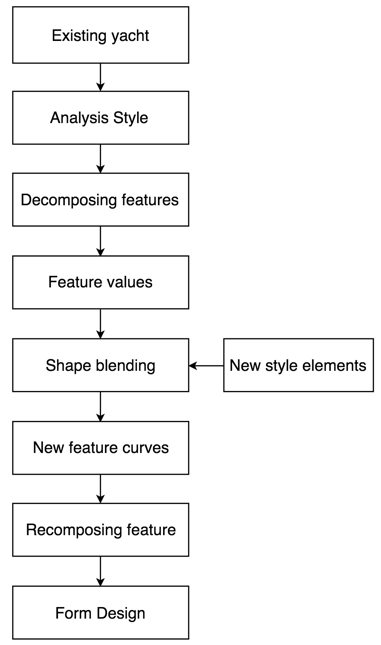 Existing yacht
Analysis Style
Decomposing features
Feature values
Shape blending
New style elements
New feature curves
Recomposing feature
Form Design